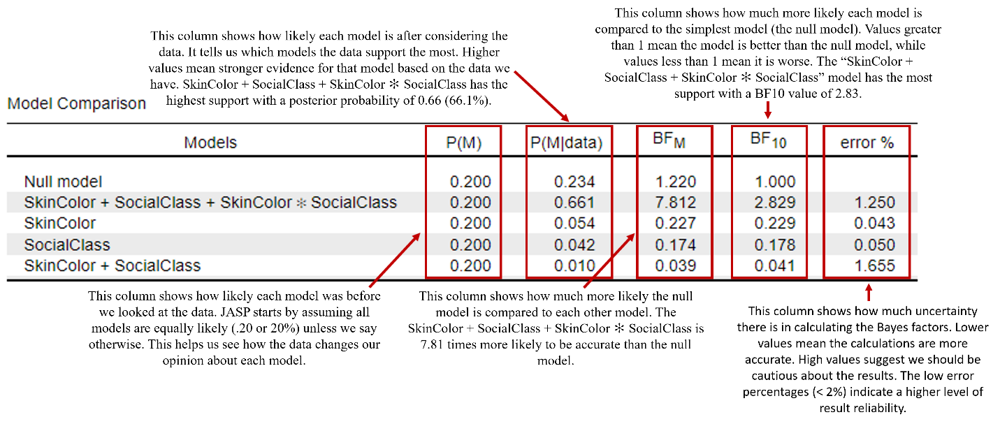 This column shows how likely each model is after considering the
data. It tells us which models the data support the most. Higher
values mean stronger evidence for that model based on the data we
have. SkinColor + SocialClass + SkinColor ✻ SocialClass has the
highest support with a posterior probability of 0.66 (66.1%).
This column shows how much more likely each model is
compared to the simplest model (the null model). Values greater
than 1 mean the model is better than the null model, while
values less than 1 mean it is worse. The “SkinColor +
SocialClass + SkinColor ✻ SocialClass” model has the most
support with a BF10 value of 2.83.
Model Comparison
Models P(M) P(M|data) BF_M BF_10 error %
Null model 0.200 0.234 1.220 1.000
SkinColor + SocialClass + SkinColor ✻ SocialClass 0.200 0.661 7.812 2.829 1.250
SkinColor 0.200 0.054 0.227 0.229 0.043
SocialClass 0.200 0.042 0.174 0.178 0.050
SkinColor + SocialClass 0.200 0.010 0.039 0.041 1.655
This column shows how likely each model was before
we looked at the data. JASP starts by assuming all
models are equally likely (.20 or 20%) unless we say
otherwise. This helps us see how the data changes our
opinion about each model.
This column shows how much more likely the null
model is compared to each other model. The
SkinColor + SocialClass + SkinColor ✻ SocialClass is
7.81 times more likely to be accurate than the null
model.
This column shows how much uncertainty
there is in calculating the Bayes factors. Lower
values mean the calculations are more
accurate. High values suggest we should be
cautious about the results. The low error
percentages (< 2%) indicate a higher level of
result reliability.